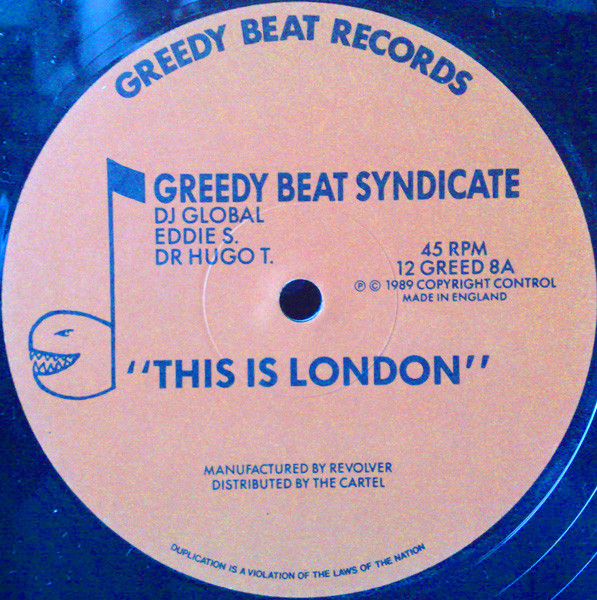 GREEDY BEAT RECORDS
GREEDY BEAT SYNDICATE
DJ GLOBAL
EDDIE S.
DR HUGO T.
45 RPM
12 GREED 8A
℗ © 1989 COPYRIGHT CONTROL
MADE IN ENGLAND
‘‘THIS IS LONDON’’
MANUFACTURED BY REVOLVER
DISTRIBUTED BY THE CARTEL
DUPLICATION IS A VIOLATION OF THE LAWS OF THE NATION